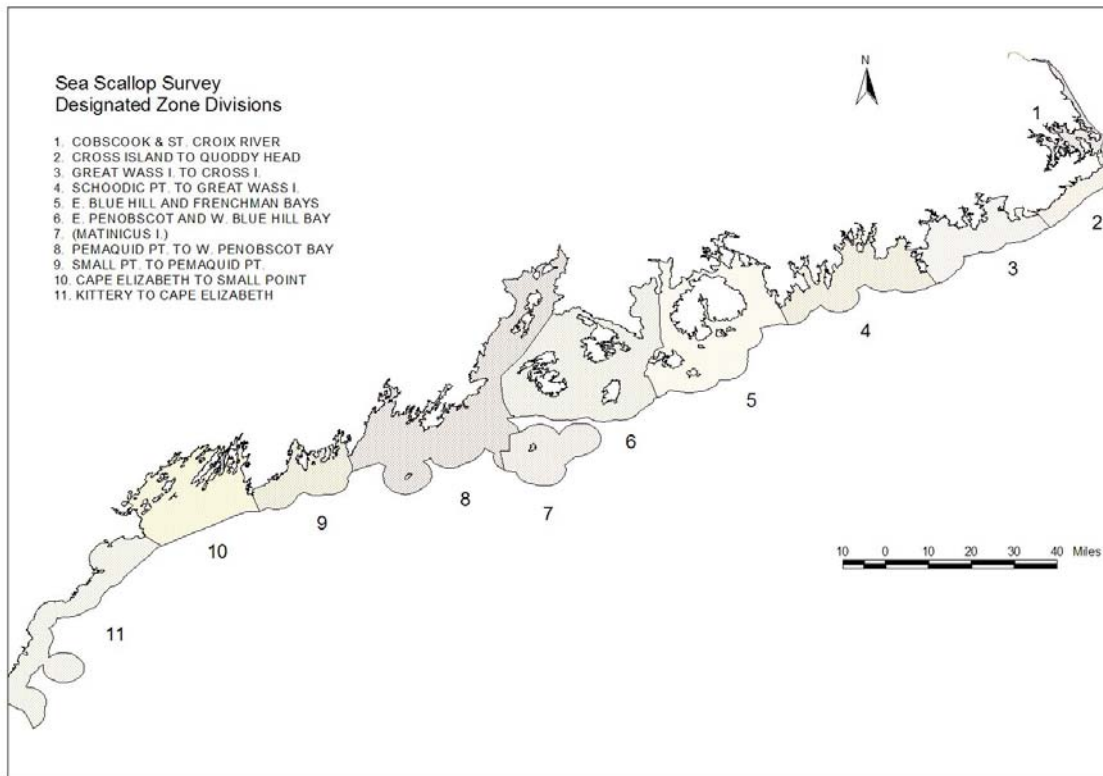 Sea Scallop Survey
Designated Zone Divisions
1. COBSCOOK & ST. CROIX RIVER
2. CROSS ISLAND TO QUODDY HEAD
3. GREAT WASS I. TO CROSS I.
4. SCHOODIC PT. TO GREAT WASS I.
5. E. BLUE HILL AND FRENCHMAN BAYS
6. E. PENOBSCOT AND W. BLUE HILL BAY
7. (MATINICUS I.)
8. PEMAQUID PT. TO W. PENOBSCOT BAY
9. SMALL PT. TO PEMAQUID PT.
10. CAPE ELIZABETH TO SMALL POINT
11. KITTERY TO CAPE ELIZABETH
N
1
2
3
4
5
6
7
8
9
10
11
10 0 10 20 30 40 Miles